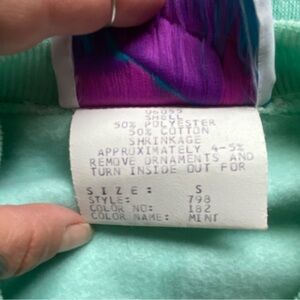 SHELL
50% POLYESTER
50% COTTON
SHRINKAGE
APPROXIMATELY 4-5%
REMOVE ORNAMENTS AND
TURN INSIDE OUT FOR
SIZE: S
STYLE: 798
COLOR NO: 182
COLOR NAME: MINT